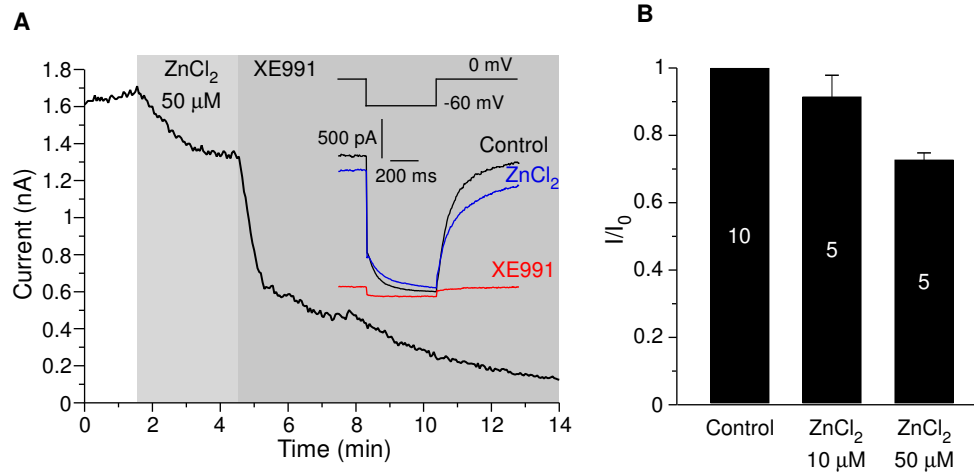 A
ZnCl2
50 µM
XE991
0 mV
-60 mV
500 pA
200 ms
Control
ZnCl2
XE991
1.8
1.6
1.4
1.2
1
0.8
0.6
0.4
0.2
0
Current (nA)
0 2 4 6 8 10 12 14
Time (min)
B
1
0.8
0.6
0.4
0.2
0
I/I0
10
5
5
Control
ZnCl2
10 µM
ZnCl2
50 µM